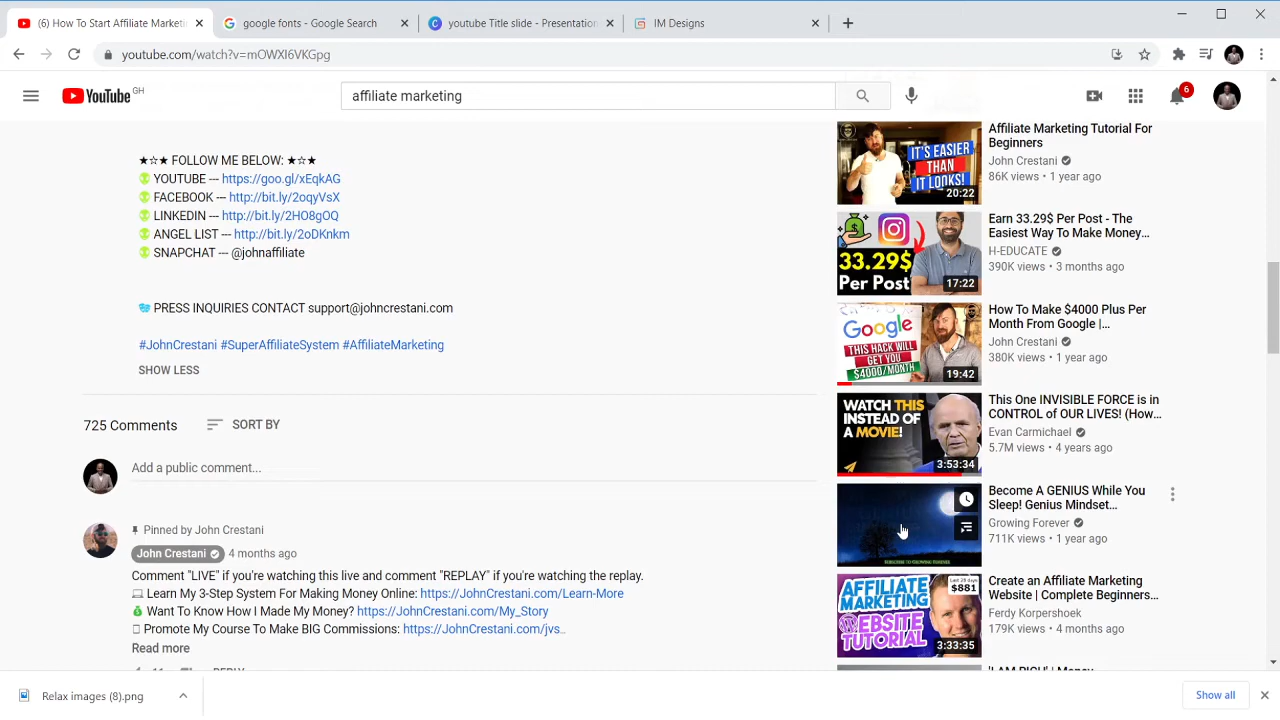 (6) How To Start Affiliate Marketi
google fonts - Google Search
youtube Title slide - Presentation
IM Designs
youtube.com/watch?v=mOWXI6VKGpg
YouTube GH
affiliate marketing
6
★☆★ FOLLOW ME BELOW: ★☆★
YOUTUBE --- https://goo.gl/xEqkAG
FACEBOOK --- http://bit.ly/2oqyVsX
LINKEDIN --- http://bit.ly/2HO8gOQ
ANGEL LIST --- http://bit.ly/2oDKnkm
SNAPCHAT --- @johnaffiliate
PRESS INQUIRIES CONTACT support@johncrestani.com
#JohnCrestani #SuperAffiliateSystem #AffiliateMarketing
SHOW LESS
725 Comments
SORT BY
Add a public comment...
Pinned by John Crestani
John Crestani
4 months ago
Comment "LIVE" if you're watching this live and comment "REPLAY" if you're watching the replay.
Learn My 3-Step System For Making Money Online: https://JohnCrestani.com/Learn-More
Want To Know How I Made My Money? https://JohnCrestani.com/My_Story
Promote My Course To Make BIG Commissions: https://JohnCrestani.com/jvs...
Read more
IT'S EASIER
THAN
IT LOOKS!
20:22
Affiliate Marketing Tutorial For
Beginners
John Crestani
86K views • 1 year ago
33.29$
Per Post
17:22
Earn 33.29$ Per Post - The
Easiest Way To Make Money...
H-EDUCATE
390K views • 3 months ago
Google
THIS HACK WILL
GET YOU
$4000/MONTH
19:42
How To Make $4000 Plus Per
Month From Google |...
John Crestani
380K views • 1 year ago
WATCH THIS
INSTEAD OF
A MOVIE!
3:53:34
This One INVISIBLE FORCE is in
CONTROL of OUR LIVES! (How...
Evan Carmichael
5.7M views • 4 years ago
SUBSCRIBE TO GROWING FOREVER
Become A GENIUS While You
Sleep! Genius Mindset...
Growing Forever
711K views • 1 year ago
Last 28 days
$881
AFFILIATE
MARKETING
WEBSITE
TUTORIAL
3:33:35
Create an Affiliate Marketing
Website | Complete Beginners...
Ferdy Korpershoek
179K views • 4 months ago
'I AM RICH' | Money
Relax images (8).png
Show all